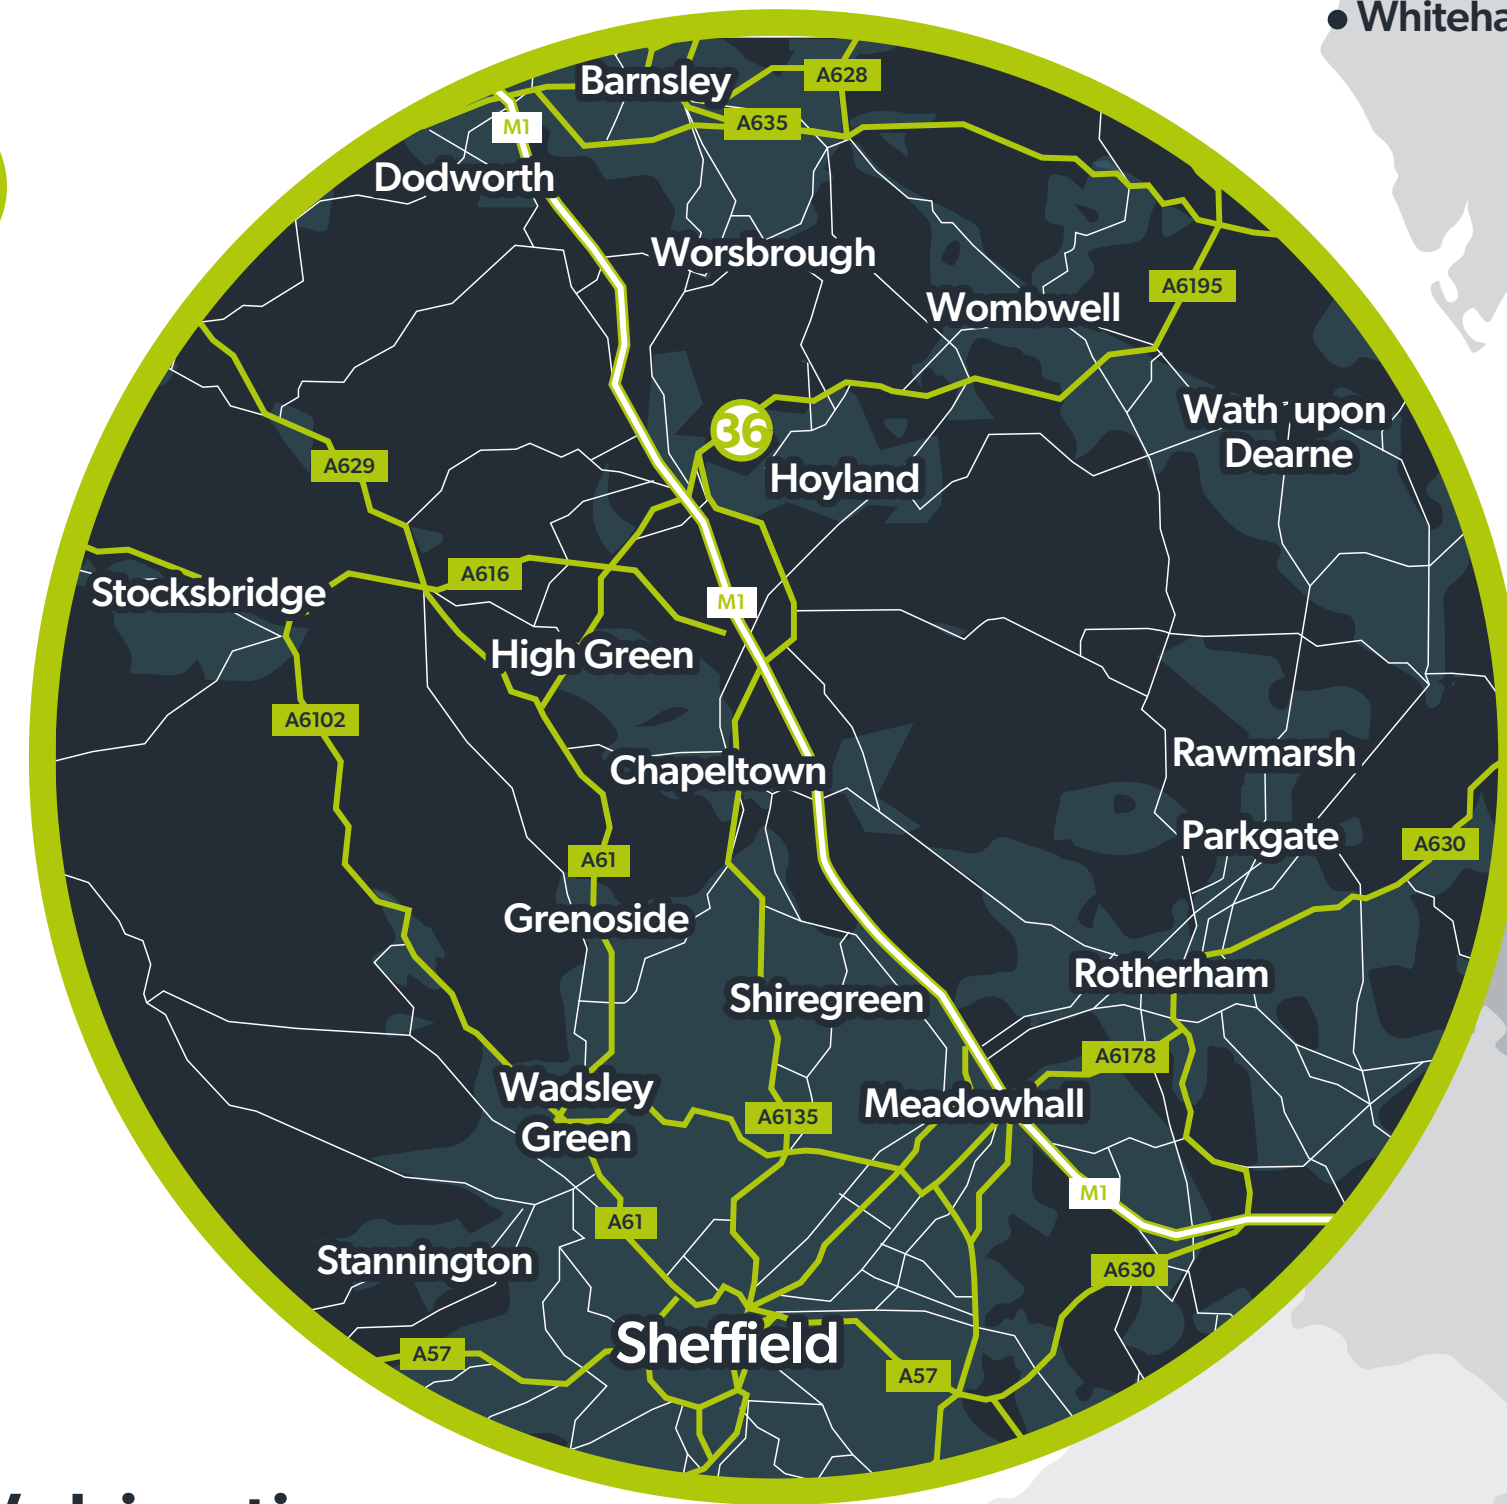 Barnsley
A628
A635
M1
Dodworth
Worsbrough
A6195
Wombwell
Wath upon
Dearne
36
A629
Hoyland
A616
Stocksbridge
M1
High Green
A6102
Rawmarsh
Chapeltown
Parkgate
A630
A61
Grenoside
Rotherham
Shiregreen
A6178
Wadsley
Green
Meadowhall
A6135
M1
A61
Stannington
A630
Sheffield
A57
A57